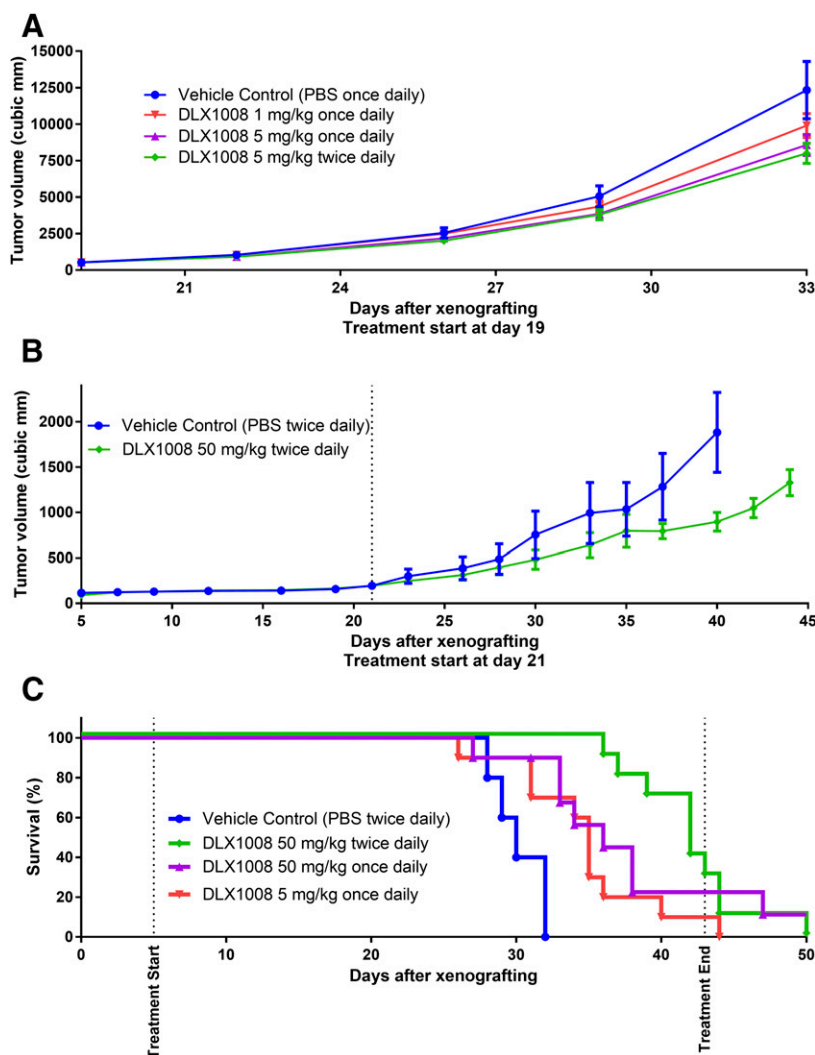 A
Tumor volume (cubic mm)
15000
12500
10000
7500
5000
2500
0
Vehicle Control (PBS once daily)
DLX1008 1 mg/kg once daily
DLX1008 5 mg/kg once daily
DLX1008 5 mg/kg twice daily
21 24 27 30 33
Days after xenografting
Treatment start at day 19
B
Tumor volume (cubic mm)
2000
1500
1000
500
0
Vehicle Control (PBS twice daily)
DLX1008 50 mg/kg twice daily
5 10 15 20 25 30 35 40 45
Days after xenografting
Treatment start at day 21
C
Survival (%)
100
80
60
40
20
0
Vehicle Control (PBS twice daily)
DLX1008 50 mg/kg twice daily
DLX1008 50 mg/kg once daily
DLX1008 5 mg/kg once daily
0 10 20 30 40 50
Days after xenografting
Treatment Start
Treatment End